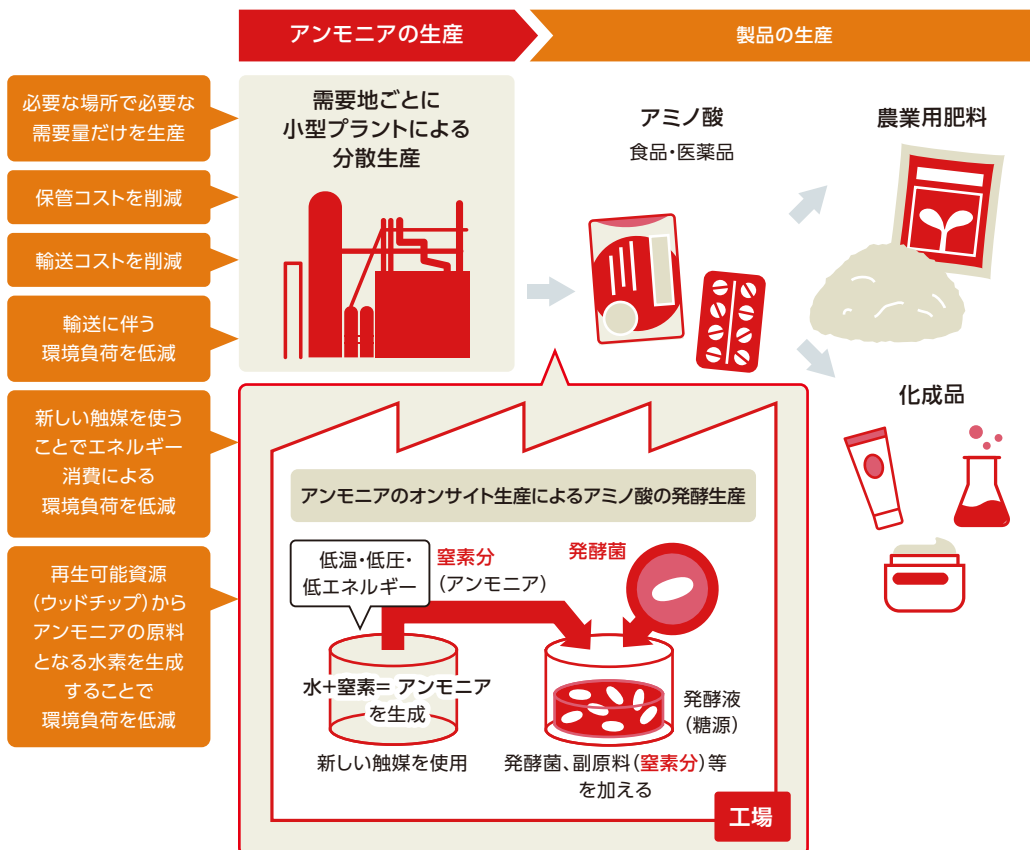 アンモニアの生産
製品の生産
必要な場所で必要な
需要量だけを生産
保管コストを削減
輸送コストを削減
輸送に伴う
環境負荷を低減
新しい触媒を使う
ことでエネルギー
消費による
環境負荷を低減
再生可能資源
(ウッドチップ)から
アンモニアの原料
となる水素を生成
することで
環境負荷を低減
需要地ごとに
小型プラントによる
分散生産
アミノ酸
食品・医薬品
農業用肥料
化成品
アンモニアのオンサイト生産によるアミノ酸の発酵生産
低温・低圧・
低エネルギー
窒素分
(アンモニア)
発酵菌
水+窒素= アンモニア
を生成
新しい触媒を使用
発酵液
(糖源)
発酵菌、副原料(窒素分)等
を加える
工場